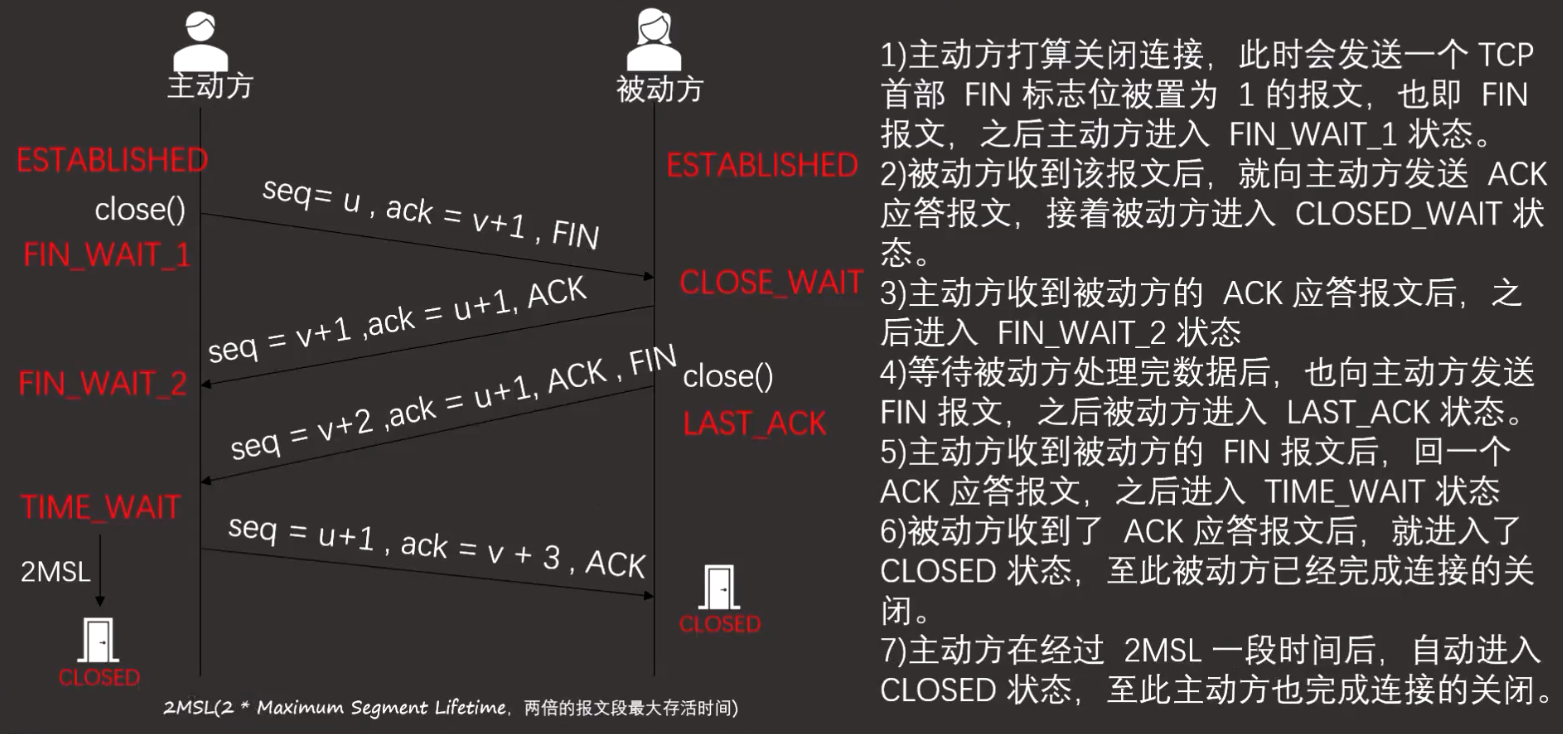 主动方
被动方
ESTABLISHED
ESTABLISHED
close()
seq= u , ack = v+1 , FIN
FIN_WAIT_1
CLOSE_WAIT
seq = v+1 ,ack = u+1, ACK
FIN_WAIT_2
close()
seq = v+2 ,ack = u+1, ACK , FIN
LAST_ACK
TIME_WAIT
seq = u+1 , ack = v + 3 , ACK
2MSL
CLOSED
CLOSED
2MSL(2 * Maximum Segment Lifetime，两倍的报文段最大存活时间)
1)主动方打算关闭连接，此时会发送一个 TCP
首部 FIN 标志位被置为 1 的报文，也即 FIN
报文，之后主动方进入 FIN_WAIT_1 状态。
2)被动方收到该报文后，就向主动方发送 ACK
应答报文，接着被动方进入 CLOSED_WAIT 状
态。
3)主动方收到被动方的 ACK 应答报文后，之
后进入 FIN_WAIT_2 状态
4)等待被动方处理完数据后，也向主动方发送
FIN 报文，之后被动方进入 LAST_ACK 状态。
5)主动方收到被动方的 FIN 报文后，回一个
ACK 应答报文，之后进入 TIME_WAIT 状态
6)被动方收到了 ACK 应答报文后，就进入了
CLOSED 状态，至此被动方已经完成连接的关
闭。
7)主动方在经过 2MSL 一段时间后，自动进入
CLOSED 状态，至此主动方也完成连接的关闭。